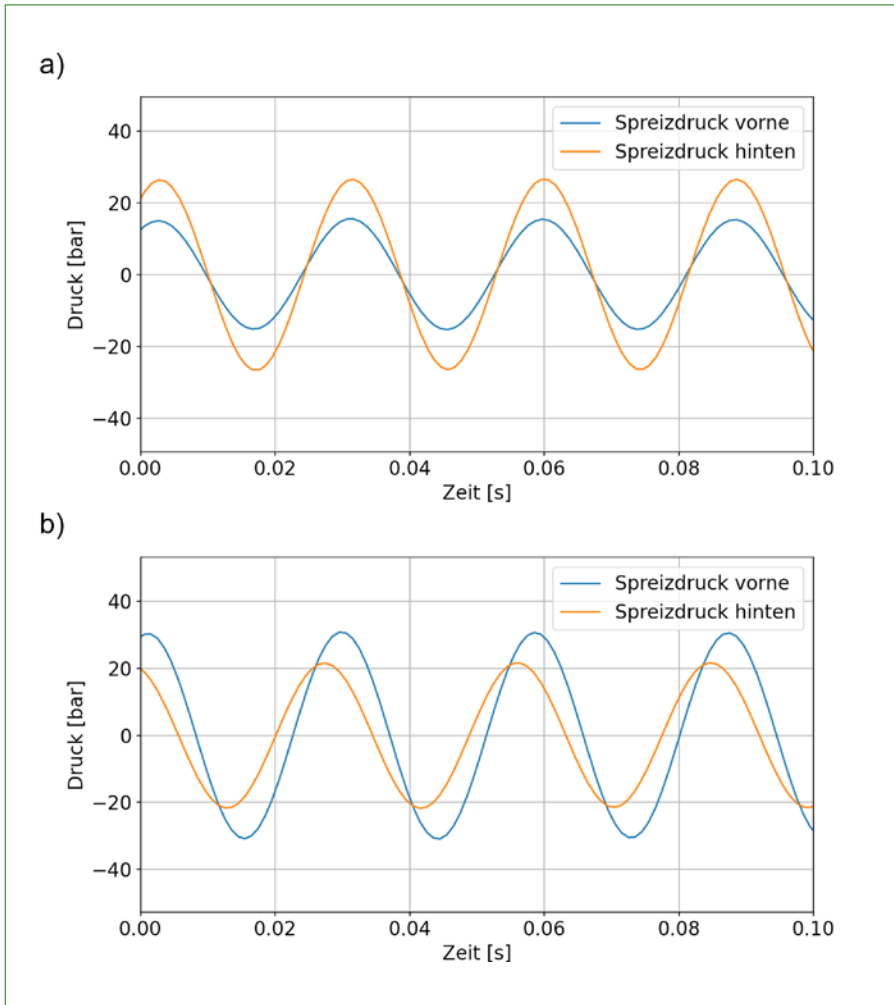 a)
Spreizdruck vorne
Spreizdruck hinten
Druck [bar]
40
20
0
−20
−40
0.00 0.02 0.04 0.06 0.08 0.10
Zeit [s]
b)
Spreizdruck vorne
Spreizdruck hinten
Druck [bar]
40
20
0
−20
−40
0.00 0.02 0.04 0.06 0.08 0.10
Zeit [s]